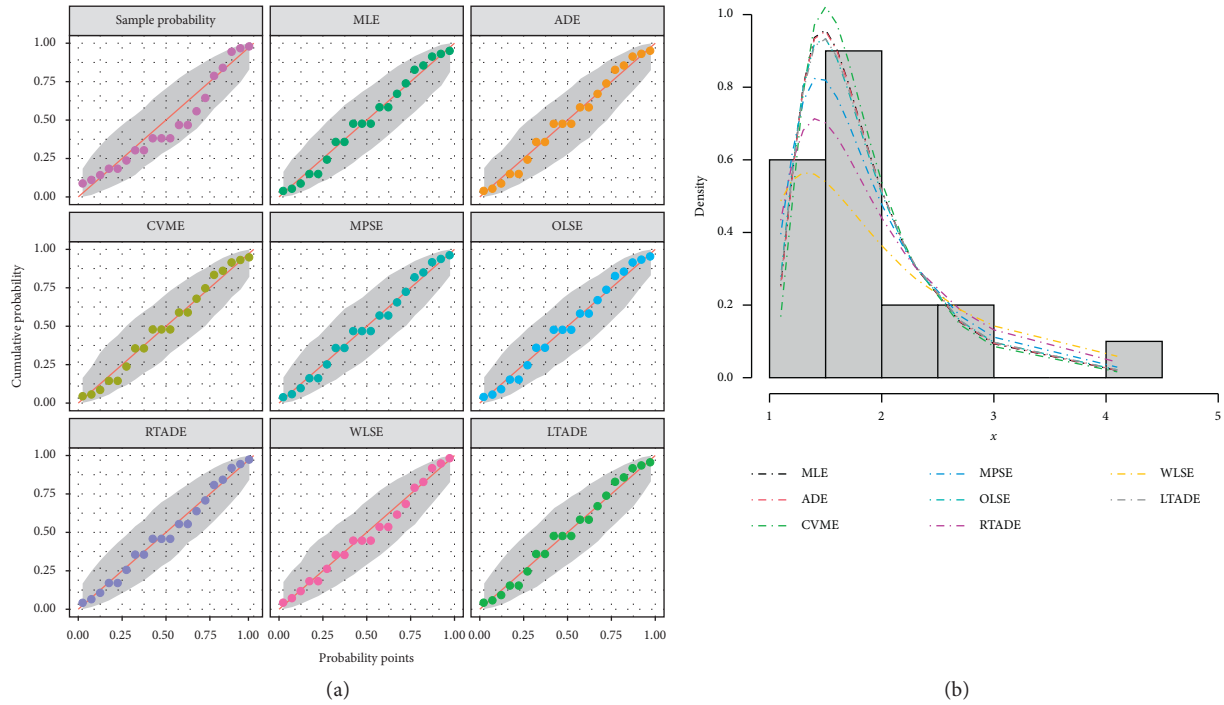 Sample probability MLE ADE
1.00
0.75
0.50
0.25
0.00
CVME MPSE OLSE
1.00
0.75
0.50
0.25
0.00
Cumulative probability
RTADE WLSE LTADE
1.00
0.75
0.50
0.25
0.00
0.00 0.25 0.50 0.75 1.00 0.00 0.25 0.50 0.75 1.00 0.00 0.25 0.50 0.75 1.00
Probability points
(a)
1.0
0.8
0.6
0.4
0.2
0.0
Density
1 2 3 4 5
x
MLE MPSE WLSE
ADE OLSE LTADE
CVME RTADE
(b)